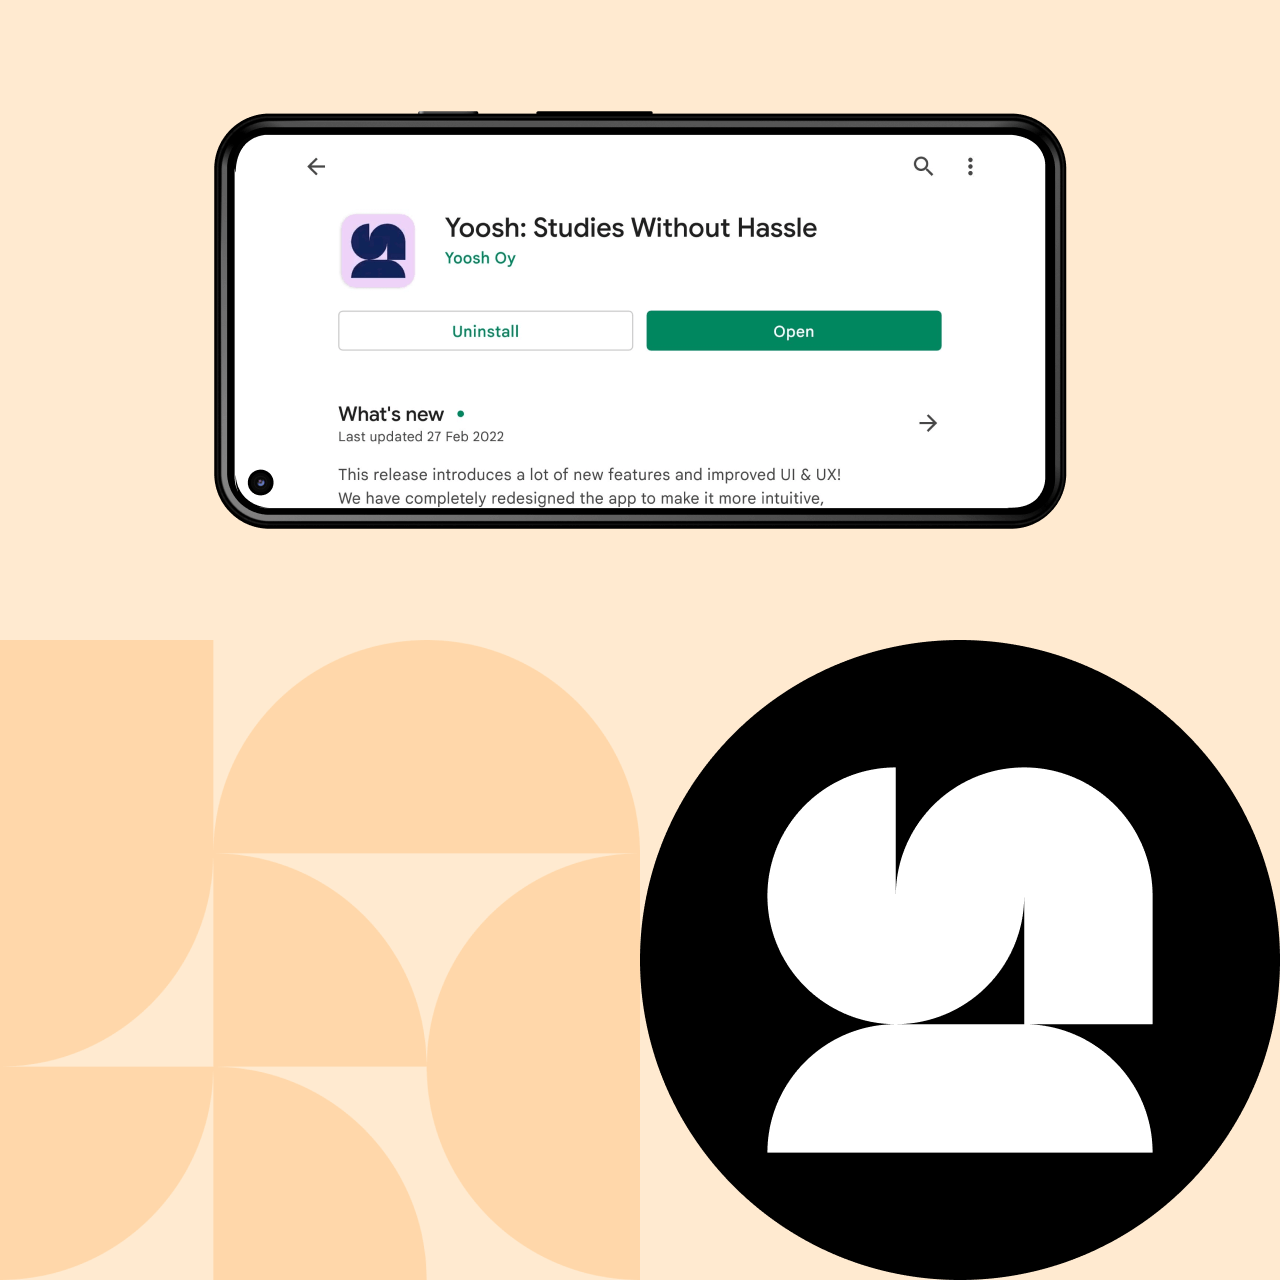 Yoosh: Studies Without Hassle
Yoosh Oy
Uninstall
Open
What's new
Last updated 27 Feb 2022
This release introduces a lot of new features and improved UI & UX!
We have completely redesigned the app to make it more intuitive,